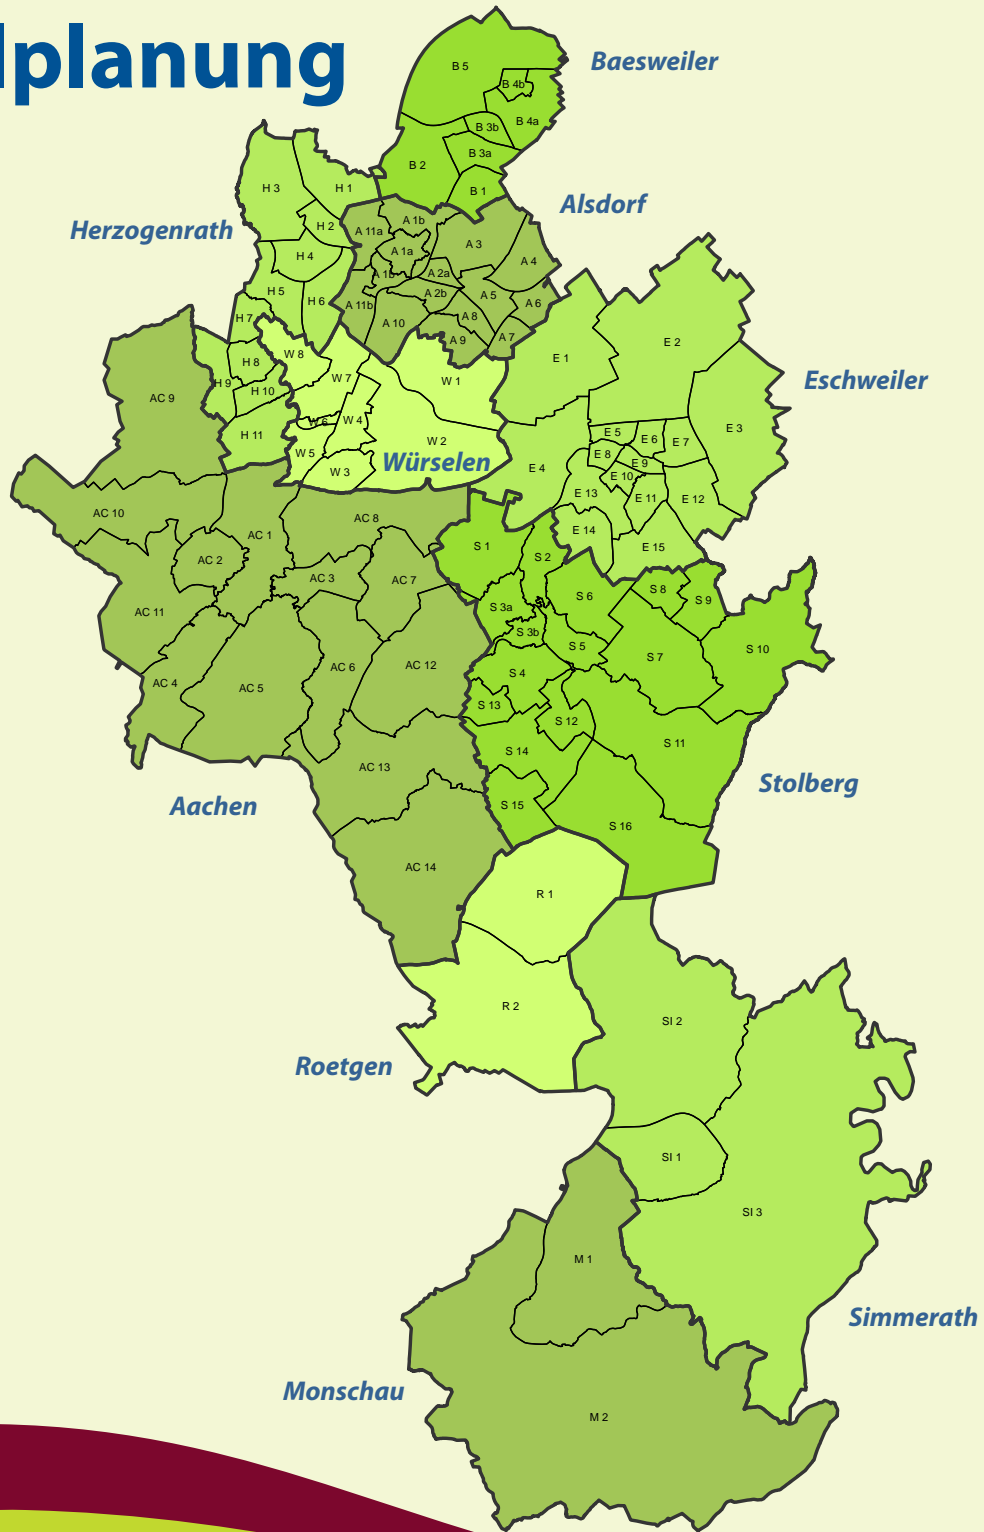 lplanung
Baesweiler
B 5
B 4b
B 4a
B 3b
B 3a
B 2
B 1
Alsdorf
Herzogenrath
H 3
H 1
H 2
H 4
H 5
H 6
H 7
H 8
H 9
H 10
H 11
A 11a
A 1b
A 1a
A 3
A 4
A 1b
A 2a
A 2b
A 5
A 6
A 11b
A 10
A 8
A 9
A 7
W 8
W 7
W 1
W 6
W 4
W 2
W 5
W 3
Würselen
Eschweiler
E 1
E 2
E 3
E 5
E 6
E 7
E 8
E 9
E 4
E 10
E 13
E 11
E 12
E 14
E 15
AC 9
AC 10
AC 1
AC 8
AC 2
AC 3
AC 7
AC 11
AC 4
AC 5
AC 6
AC 12
AC 13
AC 14
Aachen
S 1
S 2
S 6
S 8
S 9
S 3a
S 3b
S 5
S 7
S 10
S 4
S 13
S 12
S 14
S 11
S 15
S 16
Stolberg
R 1
R 2
Roetgen
SI 2
SI 1
SI 3
Simmerath
M 1
M 2
Monschau